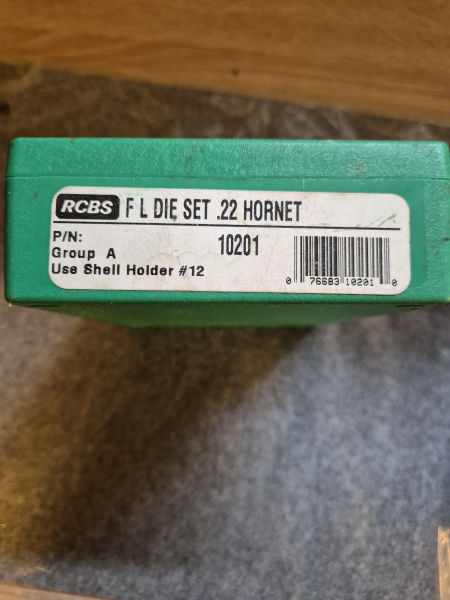 RCBS F L DIE SET .22 HORNET
P/N: 10201
Group A
Use Shell Holder #12
0 76683 10201 0